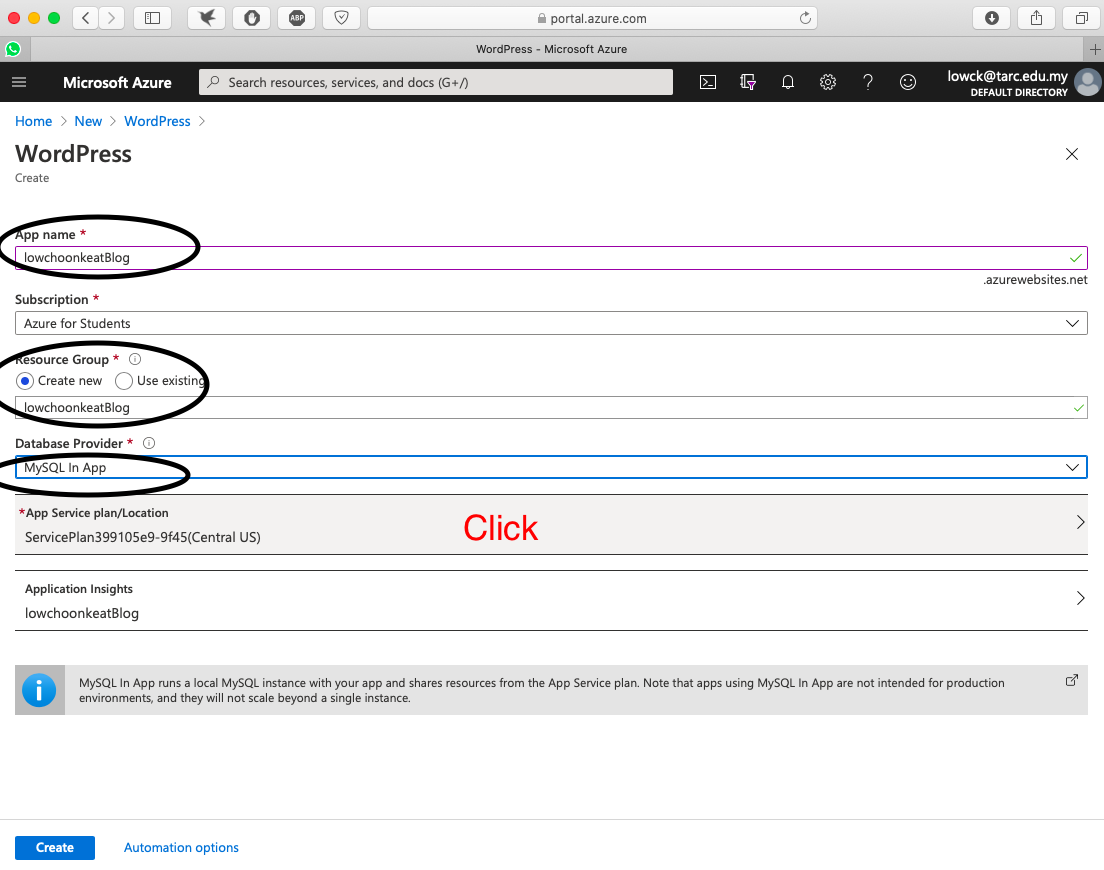 portal.azure.com
ABP
WordPress - Microsoft Azure
Microsoft Azure
Search resources, services, and docs (G+/)
lowck@tarc.edu.my
DEFAULT DIRECTORY
Home > New > WordPress >
WordPress
Create
App name *
lowchoonkeatBlog
.azurewebsites.net
Subscription *
Azure for Students
Resource Group *
Create new Use existing
lowchoonkeatBlog
Database Provider *
MySQL In App
*App Service plan/Location
ServicePlan399105e9-9f45(Central US)
Click
Application Insights
lowchoonkeatBlog
MySQL In App runs a local MySQL instance with your app and shares resources from the App Service plan. Note that apps using MySQL In App are not intended for production
environments, and they will not scale beyond a single instance.
Create Automation options